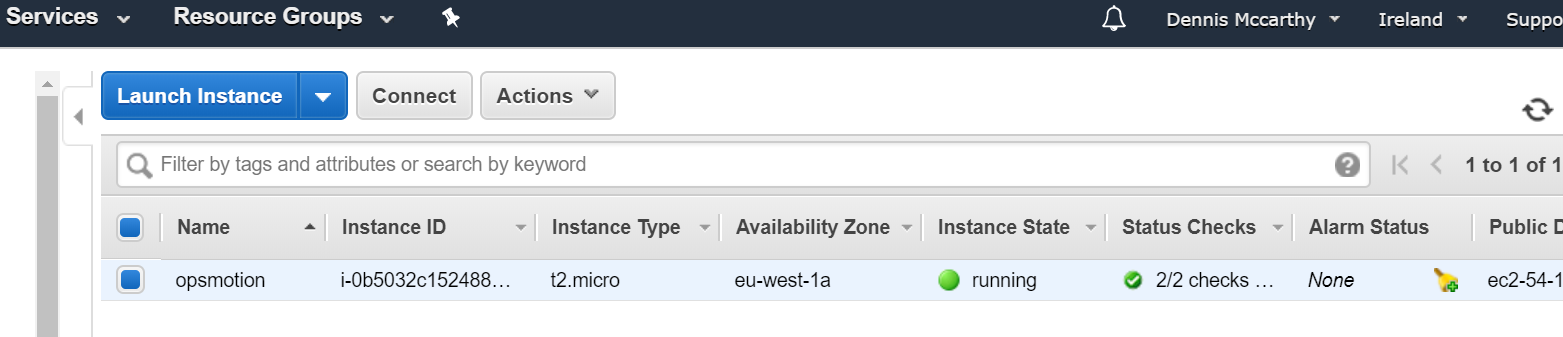 Services Resource Groups Dennis Mccarthy Ireland Suppo
Launch Instance Connect Actions
Filter by tags and attributes or search by keyword ? 1 to 1 of 1
Name Instance ID Instance Type Availability Zone Instance State Status Checks Alarm Status Public D
opsmotion i-0b5032c152488... t2.micro eu-west-1a running 2/2 checks ... None ec2-54-1